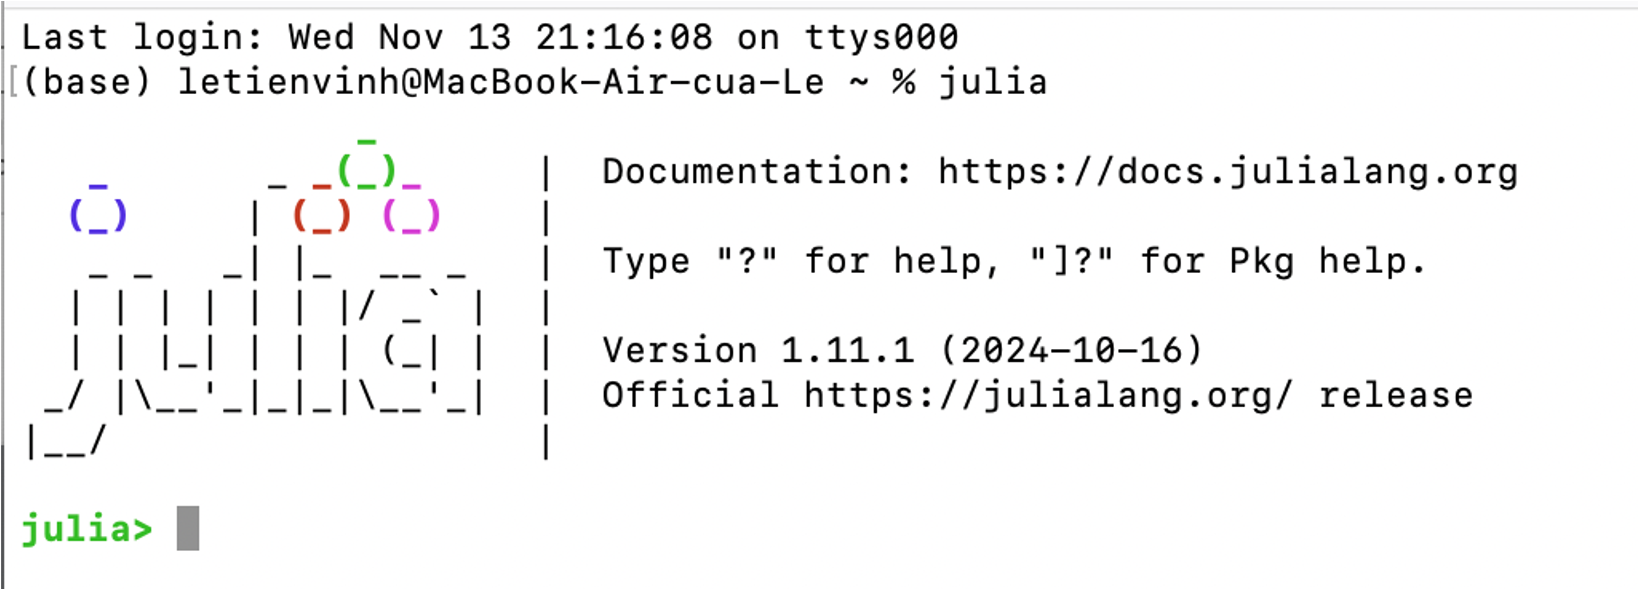 Last login: Wed Nov 13 21:16:08 on ttys000
[(base) letienvinh@MacBook-Air-cua-Le ~ % julia
Documentation: https://docs.julialang.org
Type "?" for help, "]?" for Pkg help.
Version 1.11.1 (2024-10-16)
Official https://julialang.org/ release
julia>